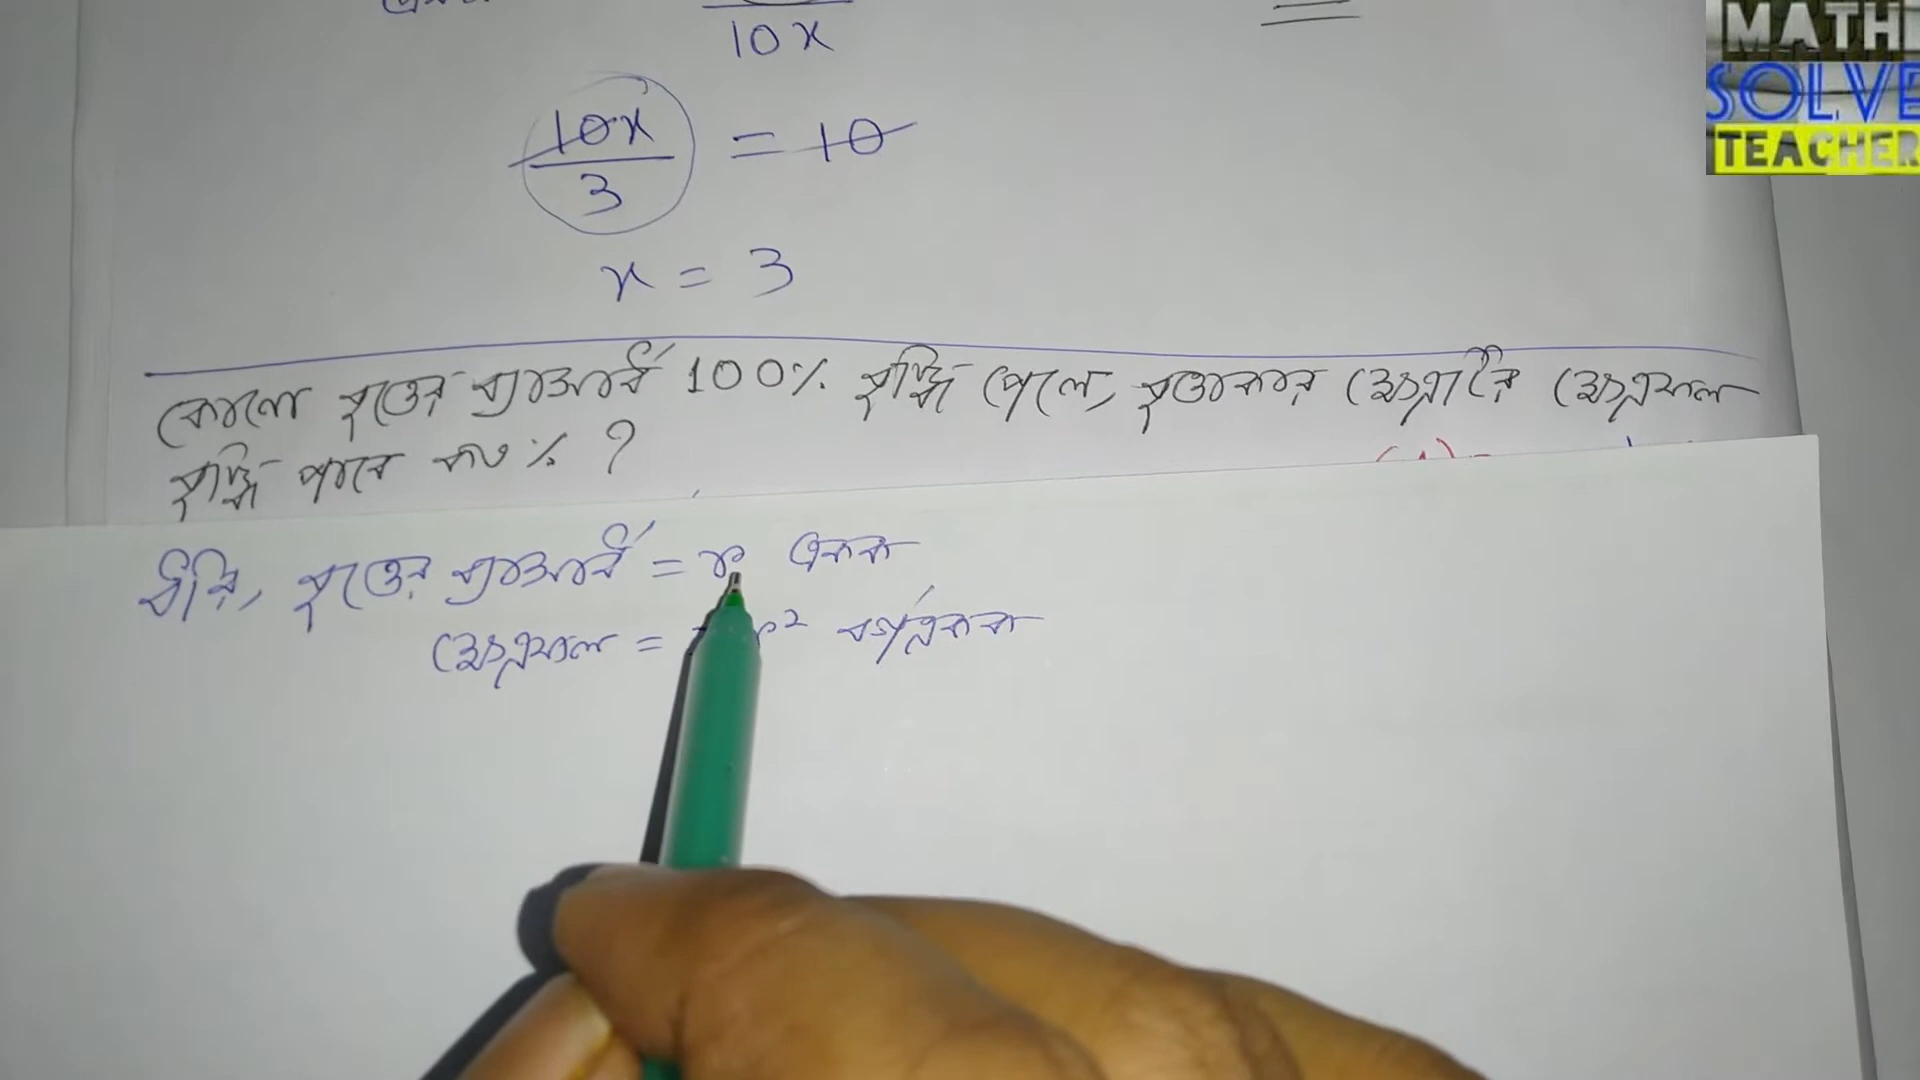 10x
10x
3
= 10
x = 3
কোনো বৃত্তের ব্যাসার্ধ 100% বৃদ্ধি পেলে, বৃত্তাকার ক্ষেত্রটির ক্ষেত্রফল
বৃদ্ধি পাবে কত % ?
ধরি, বৃত্তের ব্যাসার্ধ = r একক
ক্ষেত্রফল = r² বর্গএকক
MATH
SOLVE
TEACHER